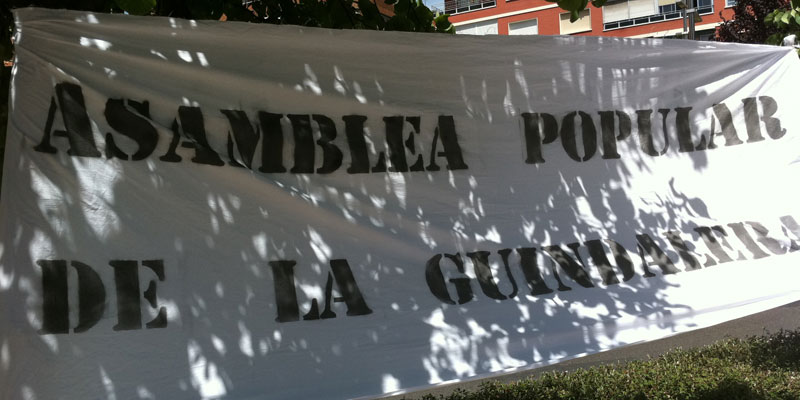 ASAMBLEA POPULAR
DE LA GUINDALERA